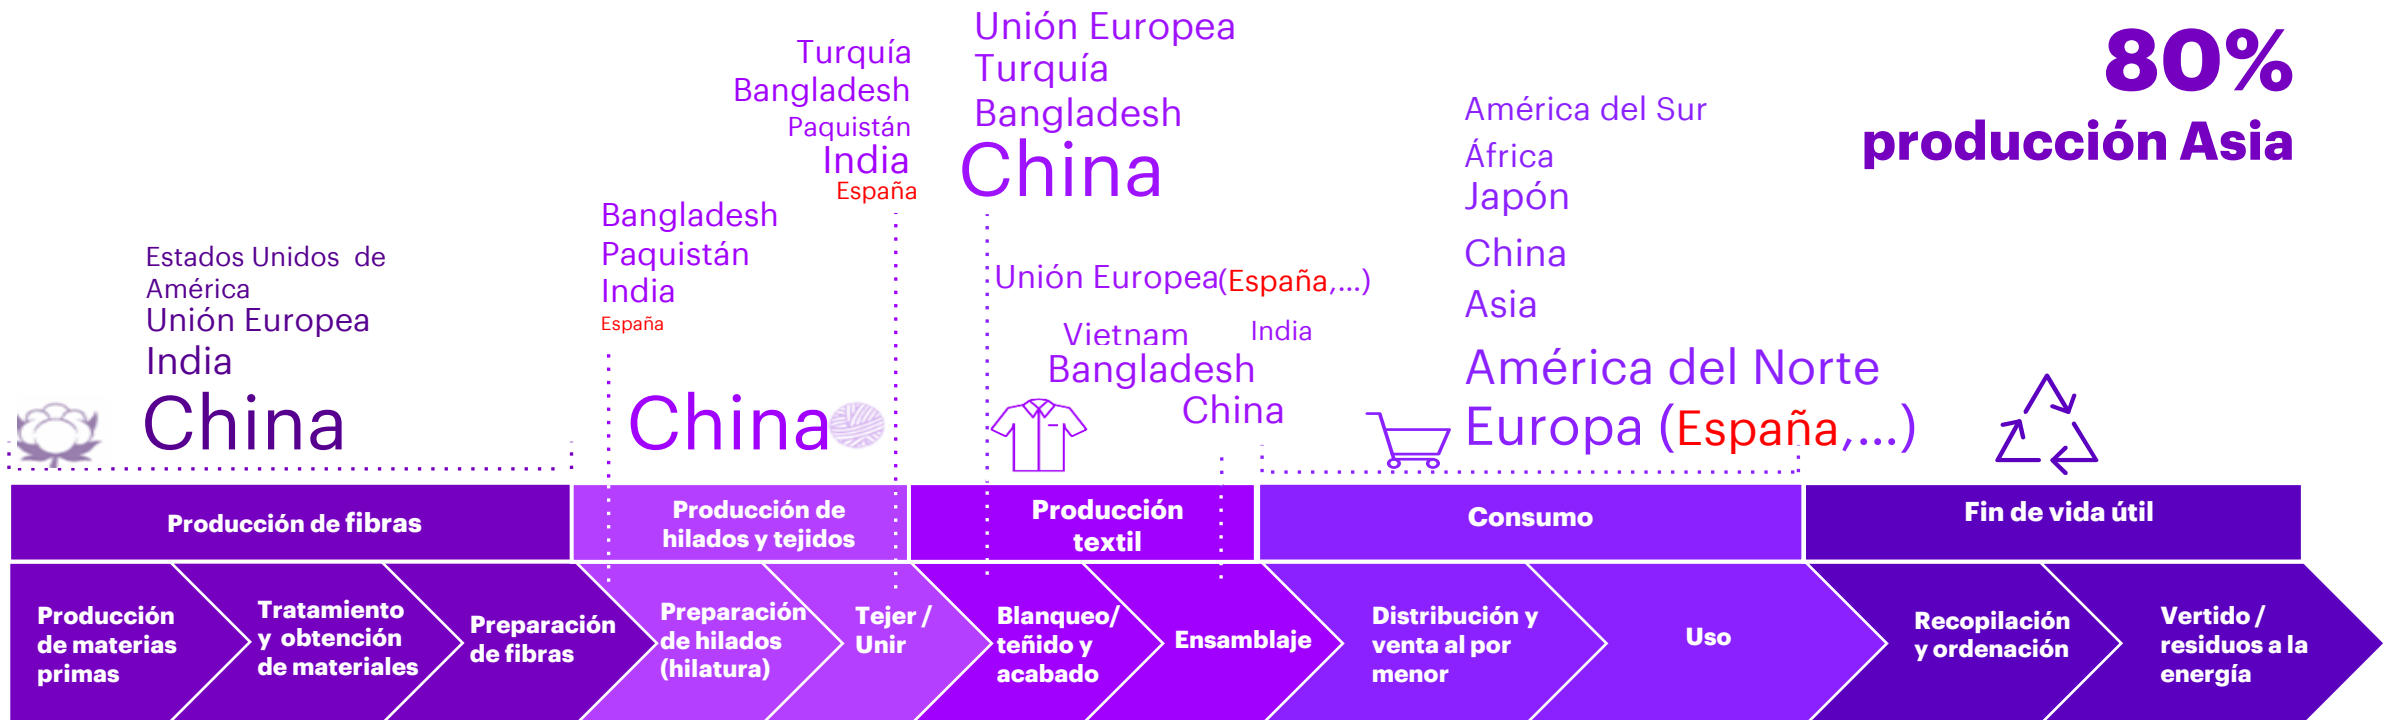 80%
producción Asia
Estados Unidos de
América
Unión Europea
India
China
Bangladesh
Paquistán
India
España
China
Turquía
Bangladesh
Paquistán
India
España
Unión Europea
Turquía
Bangladesh
China
Unión Europea(España,...)
Vietnam
India
Bangladesh
China
América del Sur
África
Japón
China
Asia
América del Norte
Europa (España,...)
Producción de fibras
Producción de
hilados y tejidos
Producción
textil
Consumo
Fin de vida útil
Producción
de materias
primas
Tratamiento
y obtención
de materiales
Preparación
de fibras
Preparación
de hilados
(hilatura)
Tejer /
Unir
Blanqueo/
teñido y
acabado
Ensamblaje
Distribución y
venta al por
menor
Uso
Recopilación
y ordenación
Vertido /
residuos a la
energía